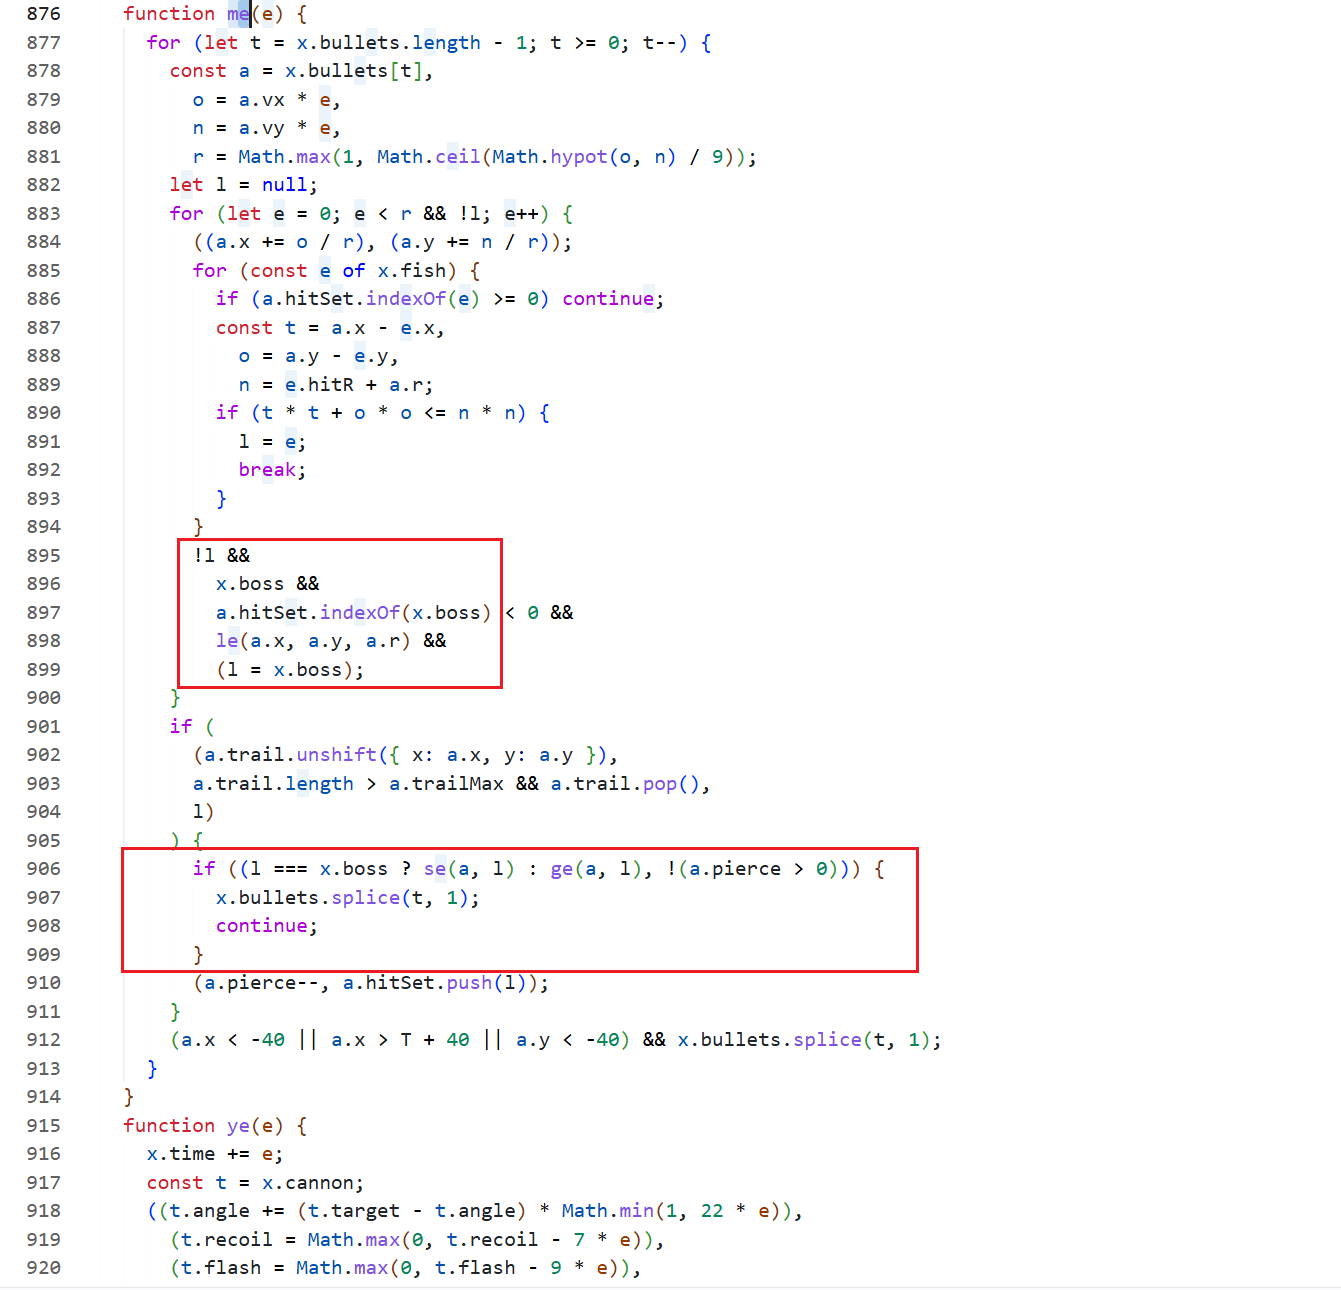 876 function me(e) {
877 for (let t = x.bullets.length - 1; t >= 0; t--) {
878 const a = x.bullets[t],
879 o = a.vx * e,
880 n = a.vy * e,
881 r = Math.max(1, Math.ceil(Math.hypot(o, n) / 9));
882 let l = null;
883 for (let e = 0; e < r && !l; e++) {
884 ((a.x += o / r), (a.y += n / r));
885 for (const e of x.fish) {
886 if (a.hitSet.indexOf(e) >= 0) continue;
887 const t = a.x - e.x,
888 o = a.y - e.y,
889 n = e.hitR + a.r;
890 if (t * t + o * o <= n * n) {
891 l = e;
892 break;
893 }
894 }
895 !l &&
896 x.boss &&
897 a.hitSet.indexOf(x.boss) < 0 &&
898 le(a.x, a.y, a.r) &&
899 (l = x.boss);
900 }
901 if (
902 (a.trail.unshift({ x: a.x, y: a.y }),
903 a.trail.length > a.trailMax && a.trail.pop(),
904 l)
905 ) {
906 if ((l === x.boss ? se(a, l) : ge(a, l), !(a.pierce > 0))) {
907 x.bullets.splice(t, 1);
908 continue;
909 }
910 (a.pierce--, a.hitSet.push(l));
911 }
912 (a.x < -40 || a.x > T + 40 || a.y < -40) && x.bullets.splice(t, 1);
913 }
914 }
915 function ye(e) {
916 x.time += e;
917 const t = x.cannon;
918 ((t.angle += (t.target - t.angle) * Math.min(1, 22 * e)),
919 (t.recoil = Math.max(0, t.recoil - 7 * e)),
920 (t.flash = Math.max(0, t.flash - 9 * e)),